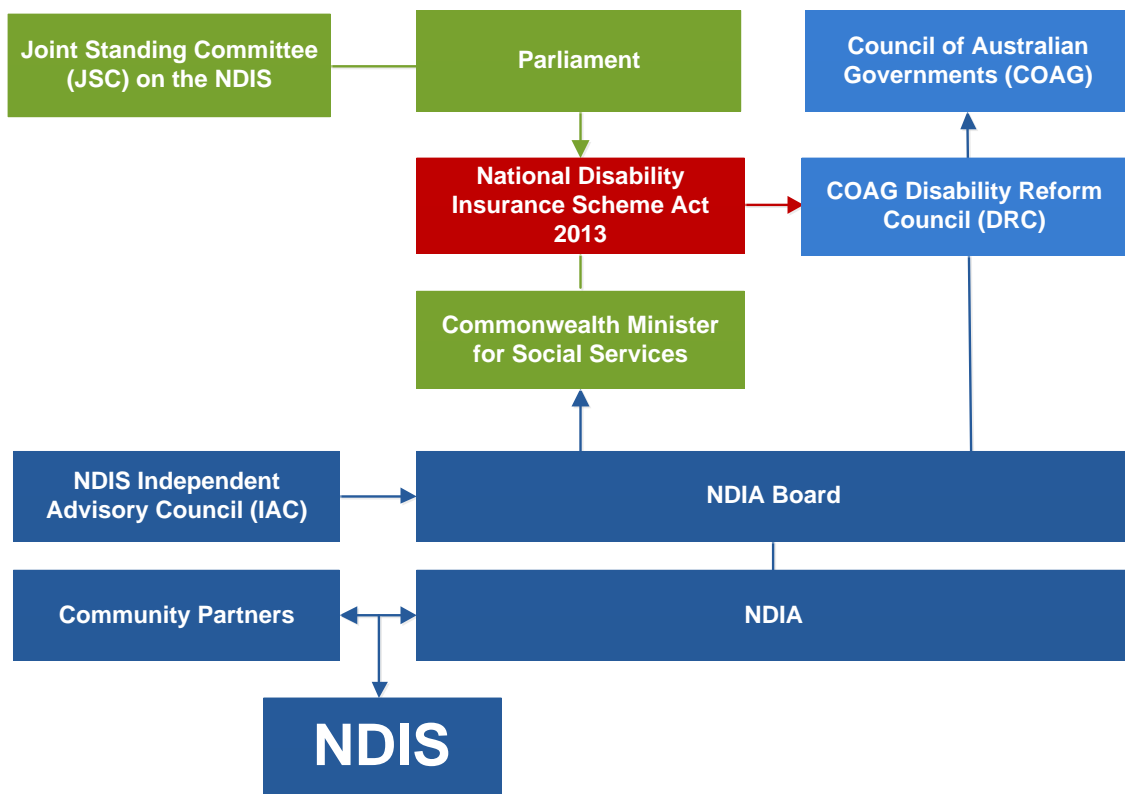 Joint Standing Committee
(JSC) on the NDIS
Parliament
Council of Australian
Governments (COAG)
National Disability
Insurance Scheme Act
2013
COAG Disability Reform
Council (DRC)
Commonwealth Minister
for Social Services
NDIS Independent
Advisory Council (IAC)
NDIA Board
Community Partners
NDIA
NDIS